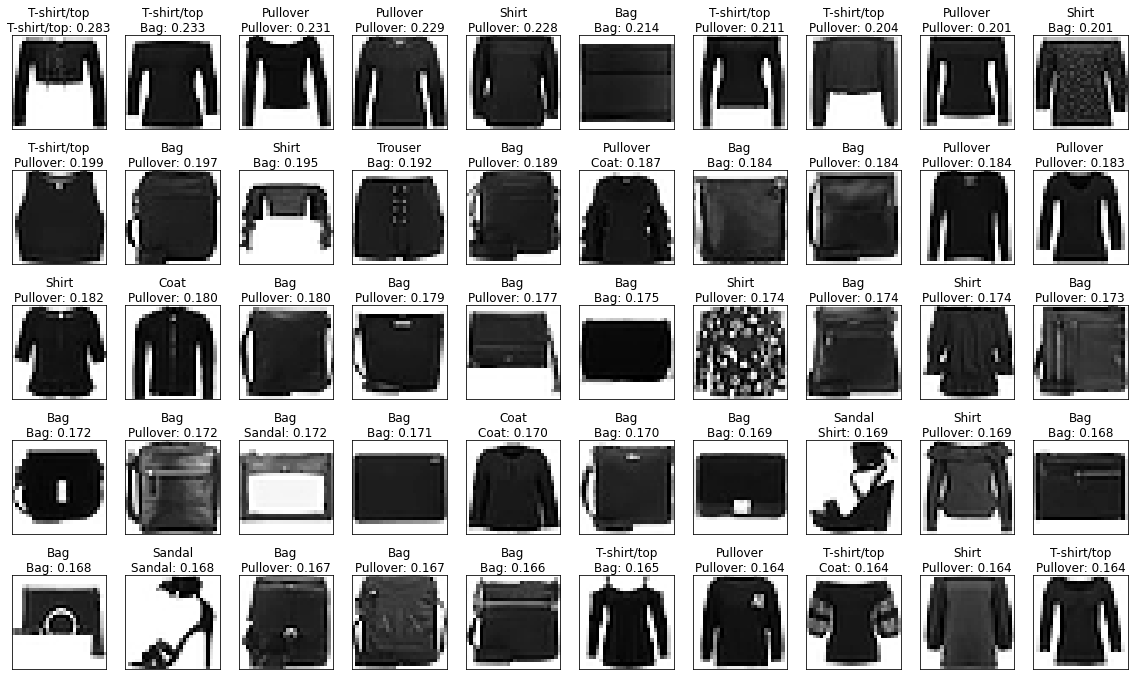 T-shirt/top T-shirt/top Pullover Pullover Shirt Bag T-shirt/top T-shirt/top Pullover Shirt
T-shirt/top: 0.283 Bag: 0.233 Pullover: 0.231 Pullover: 0.229 Pullover: 0.228 Bag: 0.214 Pullover: 0.211 Pullover: 0.204 Pullover: 0.201 Bag: 0.201
T-shirt/top Bag Shirt Trouser Bag Pullover Bag Bag Pullover Pullover
Pullover: 0.199 Pullover: 0.197 Bag: 0.195 Bag: 0.192 Pullover: 0.189 Coat: 0.187 Bag: 0.184 Pullover: 0.184 Pullover: 0.184 Pullover: 0.183
Shirt Coat Bag Bag Bag Bag Shirt Bag Shirt Bag
Pullover: 0.182 Pullover: 0.180 Pullover: 0.180 Pullover: 0.179 Pullover: 0.177 Bag: 0.175 Pullover: 0.174 Pullover: 0.174 Pullover: 0.174 Pullover: 0.173
Bag Bag Bag Bag Coat Bag Bag Sandal Shirt Bag
Bag: 0.172 Pullover: 0.172 Sandal: 0.172 Bag: 0.171 Coat: 0.170 Bag: 0.170 Bag: 0.169 Shirt: 0.169 Pullover: 0.169 Bag: 0.168
Bag Sandal Bag Bag Bag T-shirt/top Pullover T-shirt/top Shirt T-shirt/top
Bag: 0.168 Sandal: 0.168 Pullover: 0.167 Pullover: 0.167 Bag: 0.166 Bag: 0.165 Pullover: 0.164 Coat: 0.164 Pullover: 0.164 Pullover: 0.164